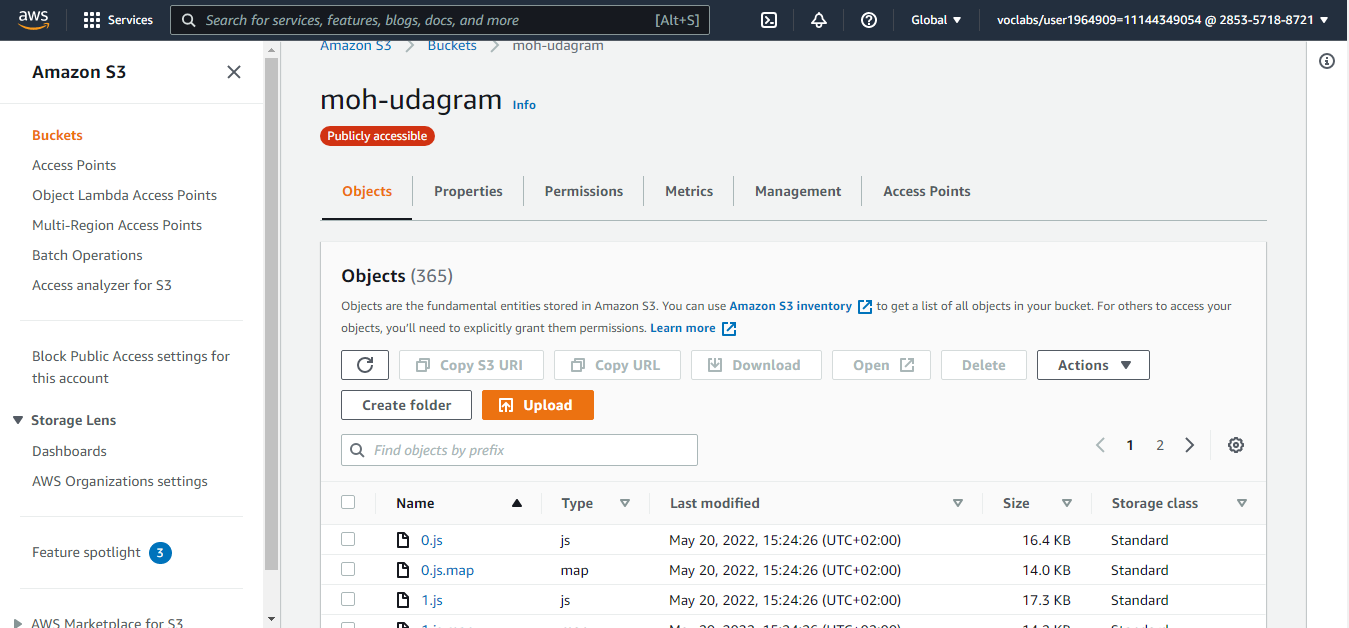 aws
Services
Search for services, features, blogs, docs, and more
[Alt+S]
Global
voclabs/user1964909=11144349054 @ 2853-5718-8721
Amazon S3
Buckets
Access Points
Object Lambda Access Points
Multi-Region Access Points
Batch Operations
Access analyzer for S3
Block Public Access settings for
this account
Storage Lens
Dashboards
AWS Organizations settings
Feature spotlight 3
AWS Marketplace for S3
Amazon S3 Buckets moh-udagram
moh-udagram Info
Publicly accessible
Objects Properties Permissions Metrics Management Access Points
Objects (365)
Objects are the fundamental entities stored in Amazon S3. You can use Amazon S3 inventory to get a list of all objects in your bucket. For others to access your
objects, you'll need to explicitly grant them permissions. Learn more
Copy S3 URI Copy URL Download Open Delete Actions
Create folder Upload
Find objects by prefix
1 2
Name Type Last modified Size Storage class
0.js js May 20, 2022, 15:24:26 (UTC+02:00) 16.4 KB Standard
0.js.map map May 20, 2022, 15:24:26 (UTC+02:00) 14.0 KB Standard
1.js js May 20, 2022, 15:24:26 (UTC+02:00) 17.3 KB Standard